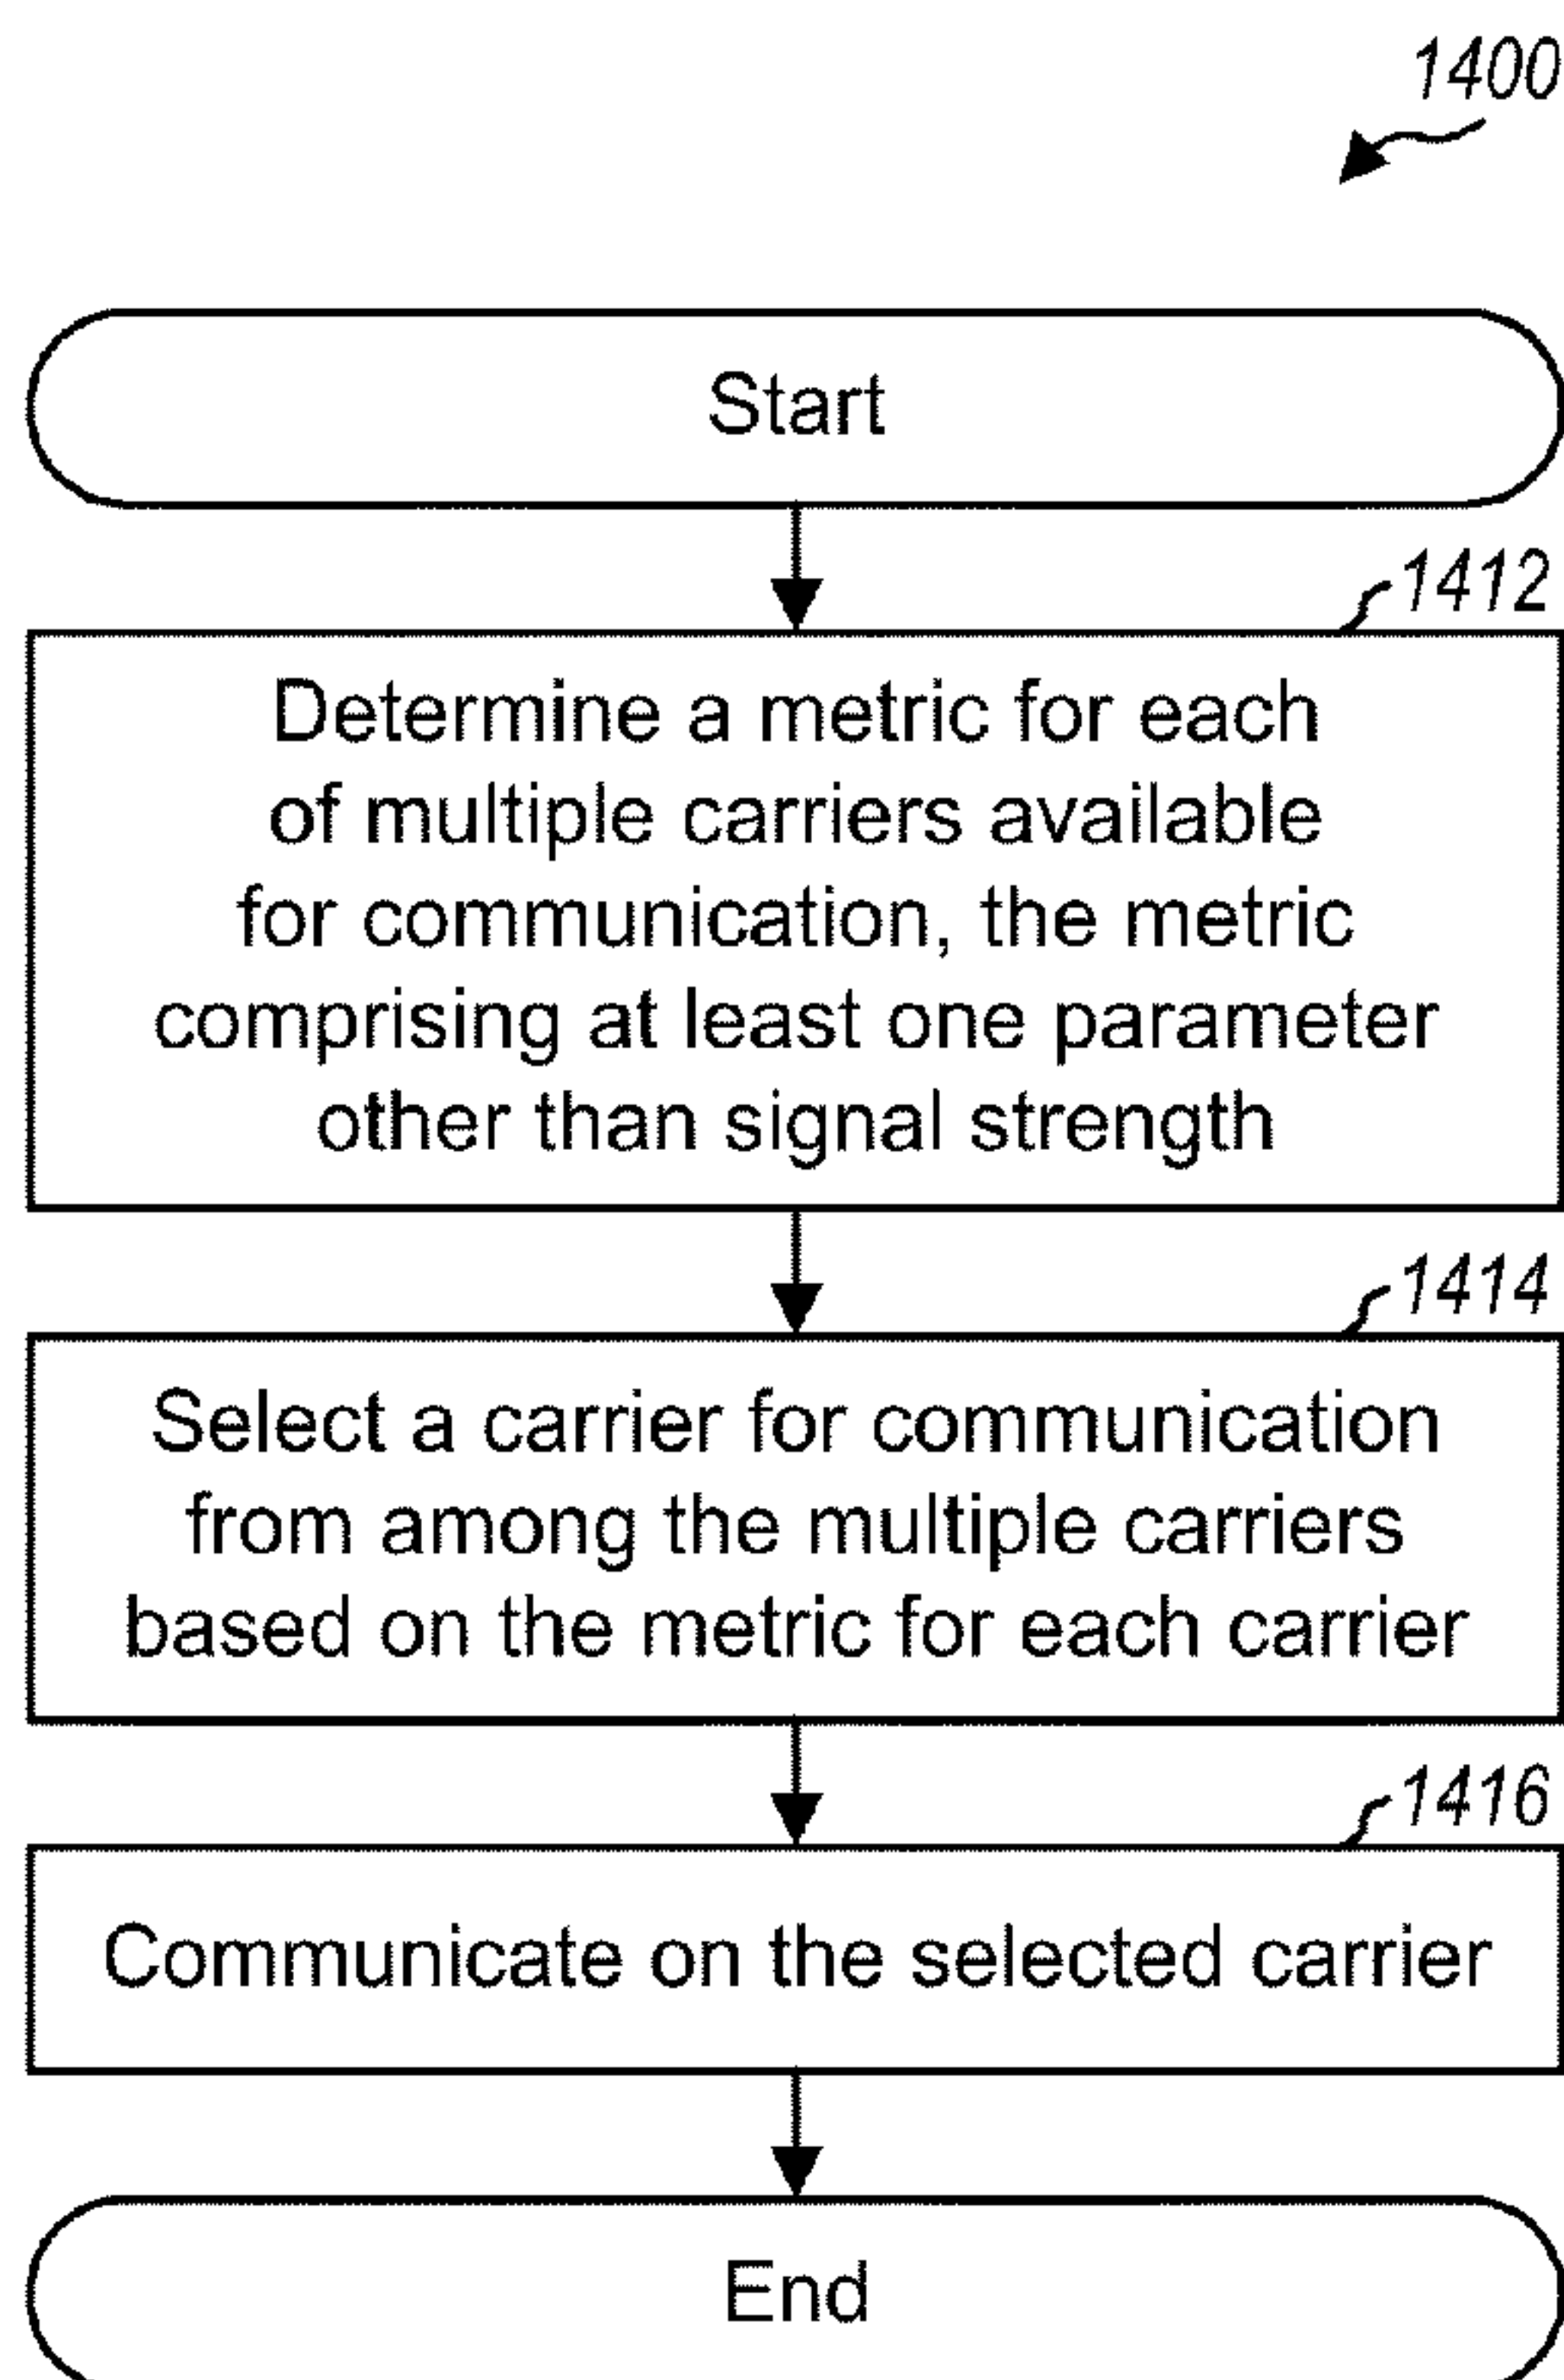 1400
Start
1412
Determine a metric for each
of multiple carriers available
for communication, the metric
comprising at least one parameter
other than signal strength
1414
Select a carrier for communication
from among the multiple carriers
based on the metric for each carrier
1416
Communicate on the selected carrier
End